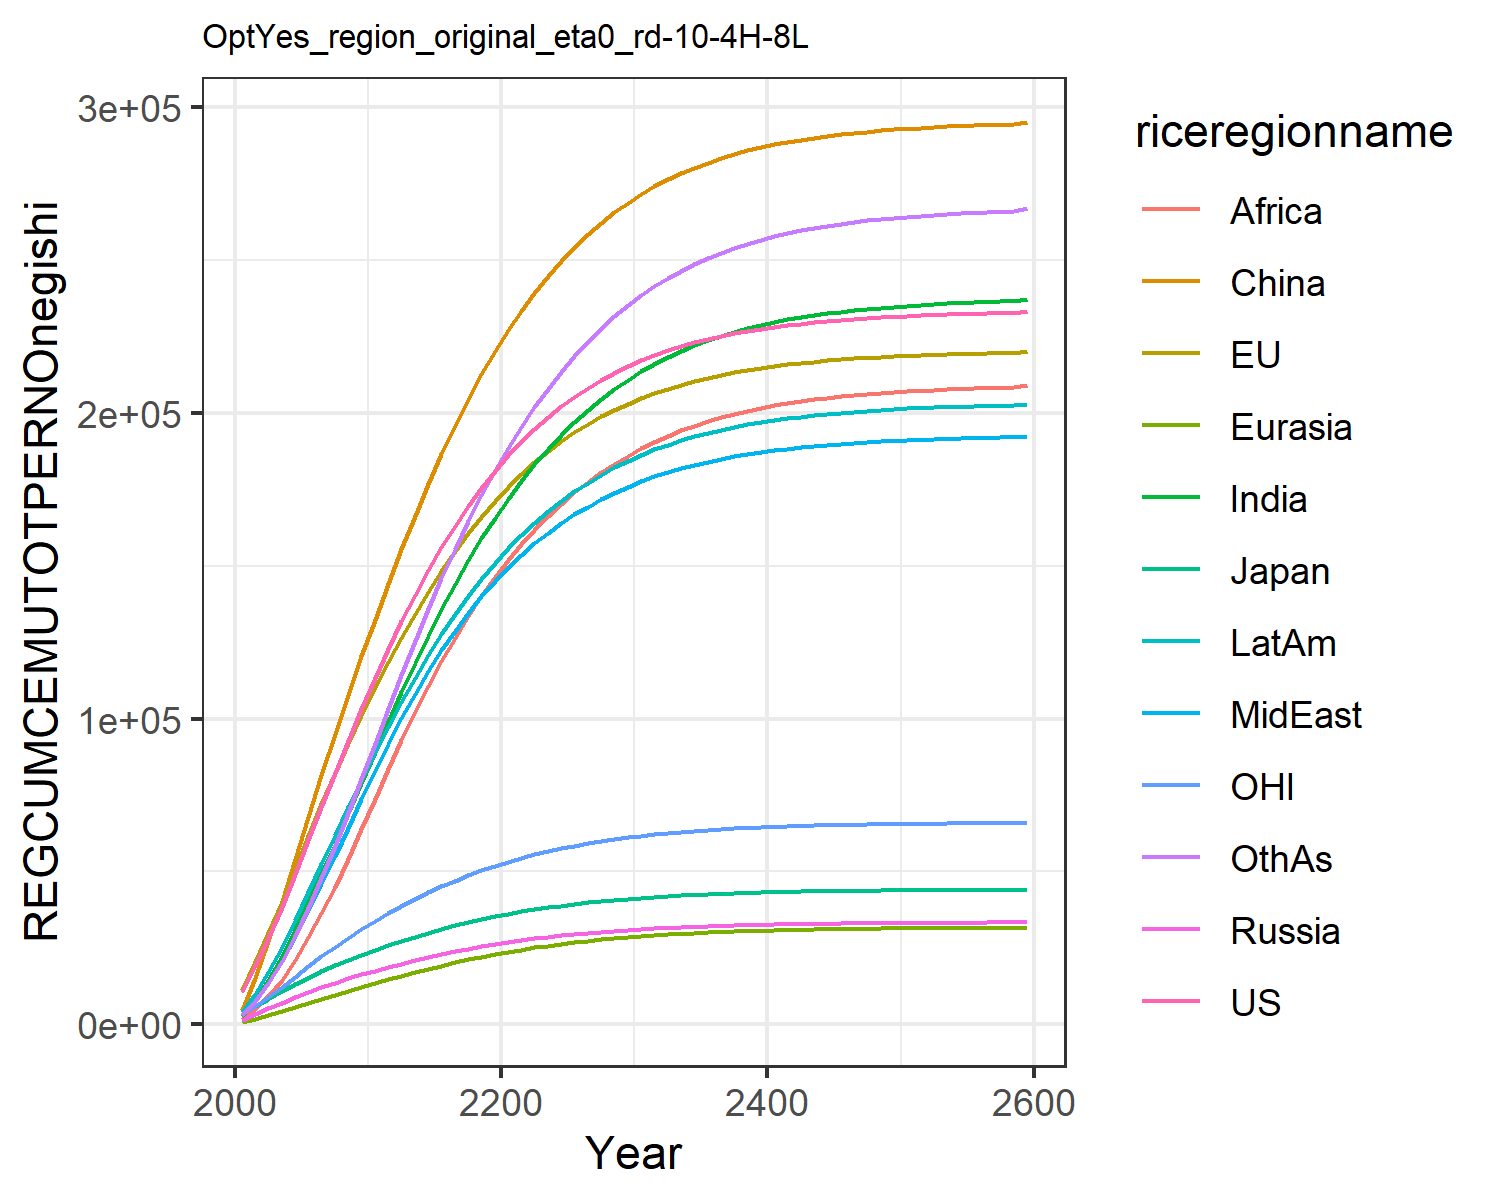 OptYes_region_original_eta0_rd-10-4H-8L
REGCUMCEMUTOTPERNOnegishi
3e+05
2e+05
1e+05
0e+00
2000
2200
2400
2600
Year
riceregionname
Africa
China
EU
Eurasia
India
Japan
LatAm
MidEast
OHI
OthAs
Russia
US